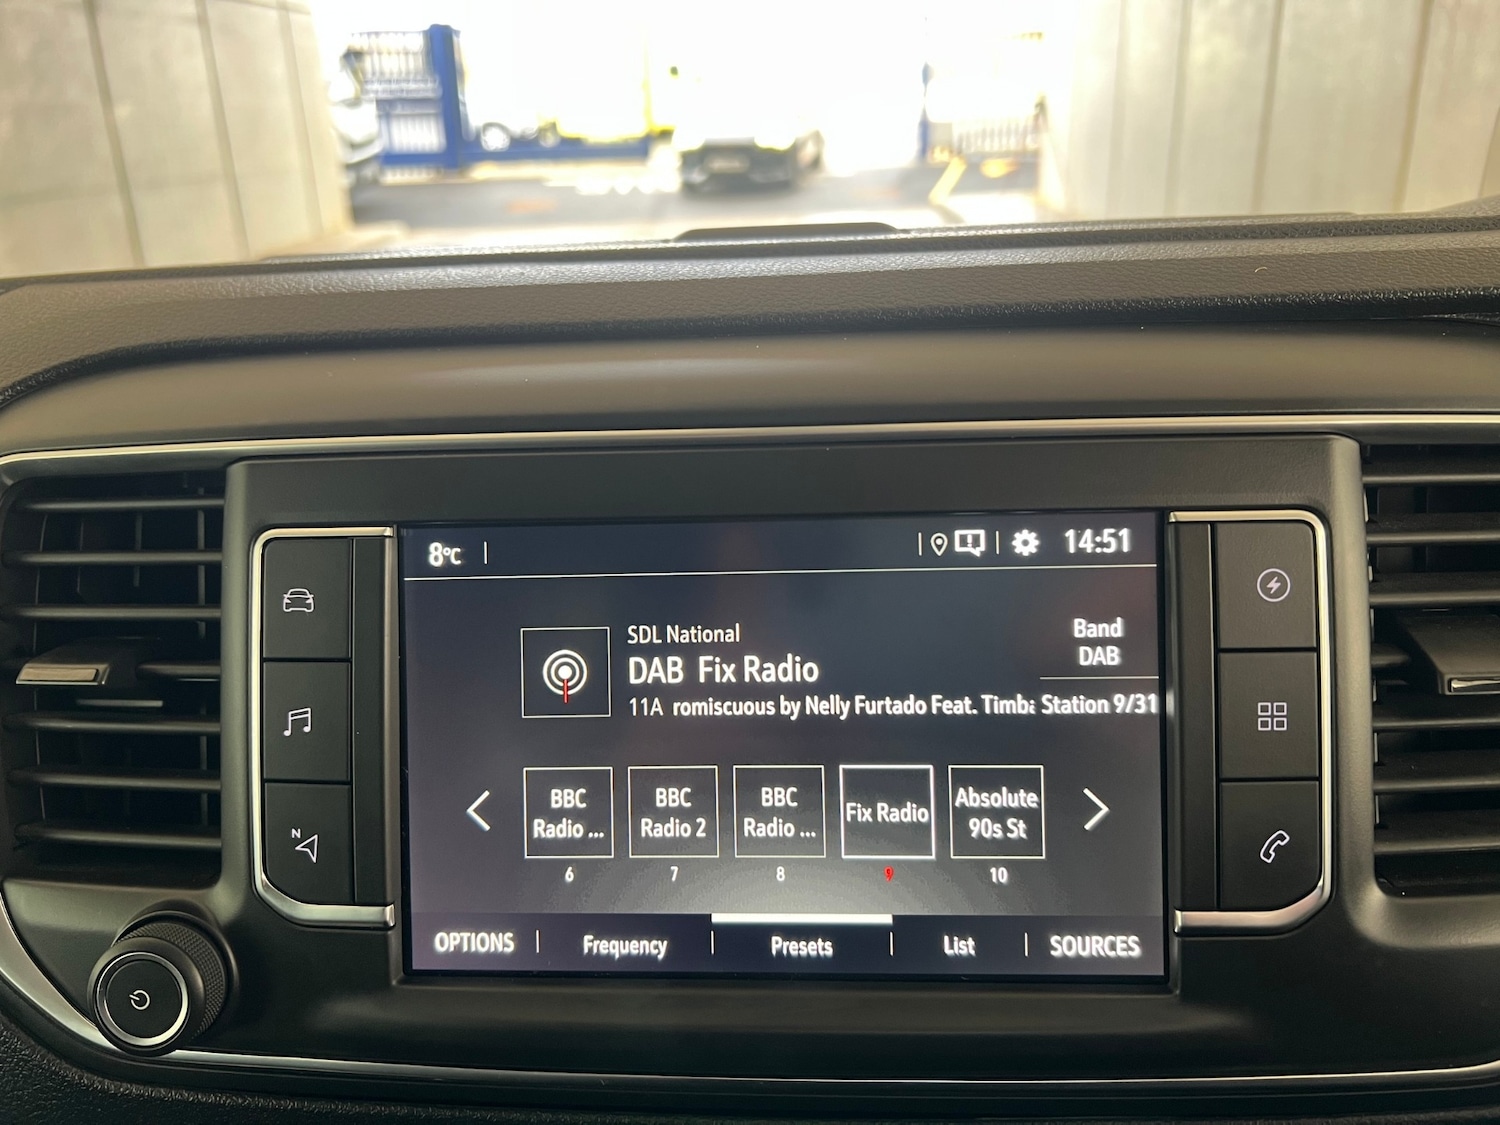 8°C
14:51
SDL National
DAB Fix Radio
11A romiscuous by Nelly Furtado Feat. Timba
Band
DAB
Station 9/31
BBC
Radio ...
6
BBC
Radio 2
7
BBC
Radio ...
8
Fix Radio
9
Absolute
90s St
10
N
OPTIONS
Frequency
Presets
List
SOURCES